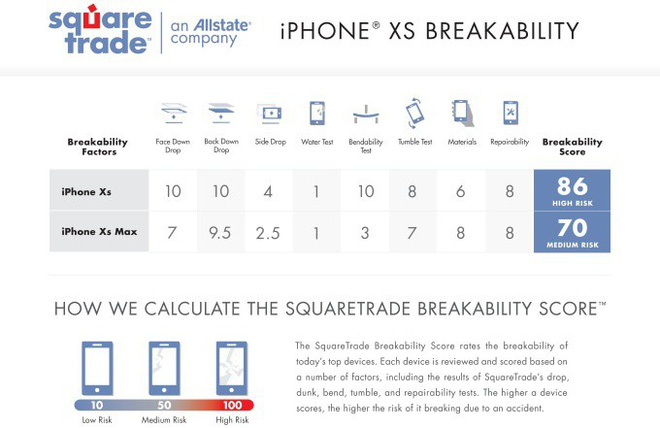 square
trade™
an Allstate®
company
iPHONE® XS BREAKABILITY
Breakability
Factors
Face Down
Drop
Back Down
Drop
Side Drop
Water Test
Bendability
Test
Tumble Test
Materials
Repairability
Breakability
Score
iPhone Xs 10 10 4 1 10 8 6 8 86
HIGH RISK
iPhone Xs Max 7 9.5 2.5 1 3 7 8 8 70
MEDIUM RISK
HOW WE CALCULATE THE SQUARETRADE BREAKABILITY SCORE™
10 50 100
Low Risk Medium Risk High Risk
The SquareTrade Breakability Score rates the breakability of
today's top devices. Each device is reviewed and scored based on
a number of factors, including the results of SquareTrade's drop,
dunk, bend, tumble, and repairability tests. The higher a device
scores, the higher the risk of it breaking due to an accident.